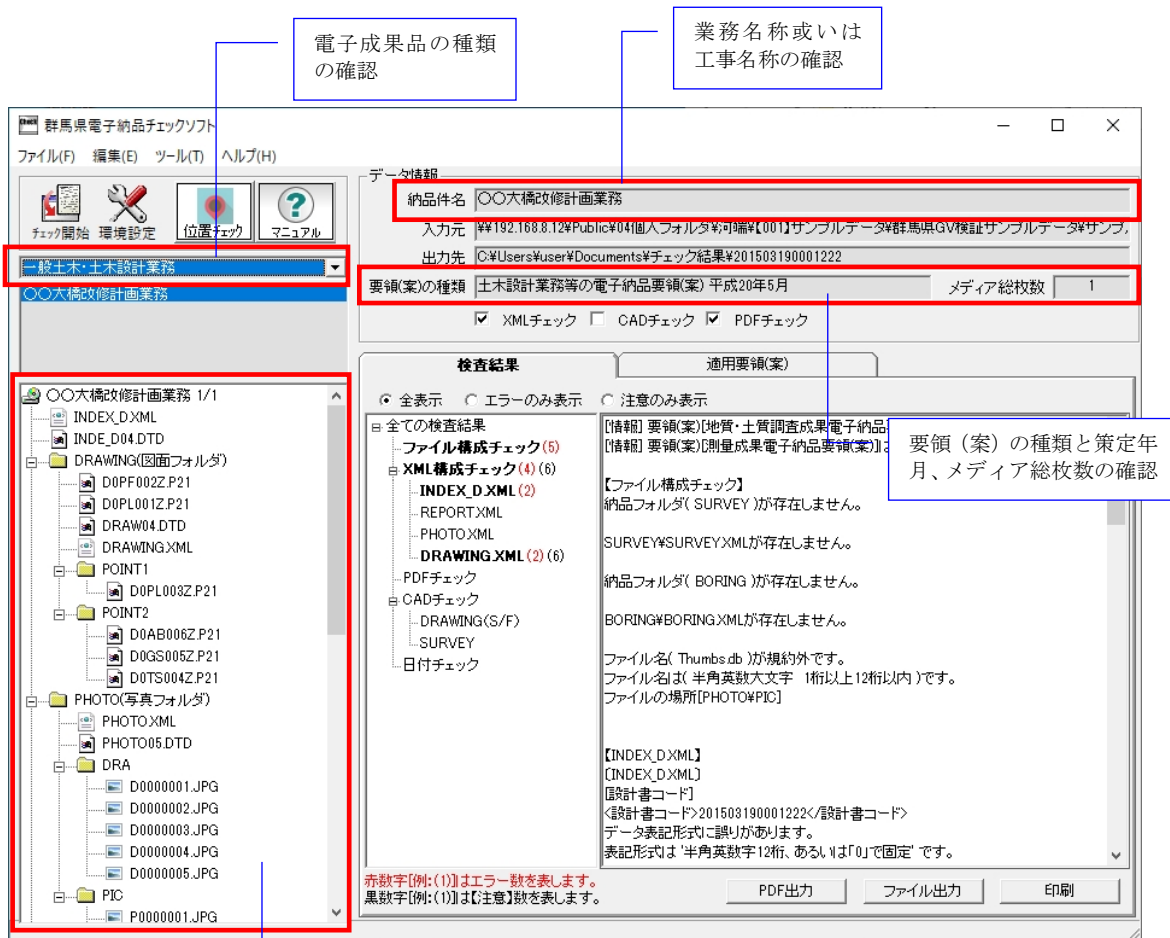 電子成果品の種類
の確認
業務名称或いは
工事名称の確認
群馬県電子納品チェックソフト
ファイル(F) 編集(E) ツール(T) ヘルプ(H)
チェック開始 環境設定 位置チェック マニュアル
一般土木・土木設計業務
〇〇大橋改修計画業務
データ情報
納品件名 〇〇大橋改修計画業務
入力元 ¥¥192.168.8.12¥Public¥04個人フォルダ¥河端¥【001】サンプルデータ¥群馬県GV検証サンプルデータ¥サンプ
出力先 C:¥Users¥user¥Documents¥チェック結果¥201503190001222
要領(案)の種類 土木設計業務等の電子納品要領(案) 平成20年5月 メディア総枚数 1
XMLチェック CADチェック PDFチェック
〇〇大橋改修計画業務 1/1
INDEX_D.XML
INDE_D04.DTD
DRAWING(図面フォルダ)
D0PF002Z.P21
D0PL001Z.P21
DRAW04.DTD
DRAWING.XML
POINT1
D0PL003Z.P21
POINT2
D0AB006Z.P21
D0GS005Z.P21
D0TS004Z.P21
PHOTO(写真フォルダ)
PHOTO.XML
PHOTO05.DTD
DRA
D0000001.JPG
D0000002.JPG
D0000003.JPG
D0000004.JPG
D0000005.JPG
PIC
P0000001.JPG
検査結果 適用要領(案)
全表示 エラーのみ表示 注意のみ表示
全ての検査結果
ファイル構成チェック(5)
XML構成チェック(4)(6)
INDEX_D.XML(2)
REPORT.XML
PHOTO.XML
DRAWING.XML(2)(6)
PDFチェック
CADチェック
DRAWING(S/F)
SURVEY
日付チェック
[情報] 要領(案)[地質・土質調査成果電子納品
[情報] 要領(案)[測量成果電子納品要領(案)]
要領（案）の種類と策定年
月、メディア総枚数の確認
【ファイル構成チェック】
納品フォルダ( SURVEY )が存在しません。
SURVEY¥SURVEY.XMLが存在しません。
納品フォルダ( BORING )が存在しません。
BORING¥BORING.XMLが存在しません。
ファイル名( Thumbs.db )が規約外です。
ファイル名は( 半角英数大文字 1桁以上12桁以内 )です。
ファイルの場所[PHOTO¥PIC]
【INDEX_D.XML】
[INDEX_D.XML]
[設計書コード]
<設計書コード>201503190001222</設計書コード>
データ表記形式に誤りがあります。
表記形式は '半角英数字12桁、あるいは「0」で固定' です。
赤数字[例:(1)]はエラー数を表します。
黒数字[例:(1)]は【注意】数を表します。
PDF出力 ファイル出力 印刷